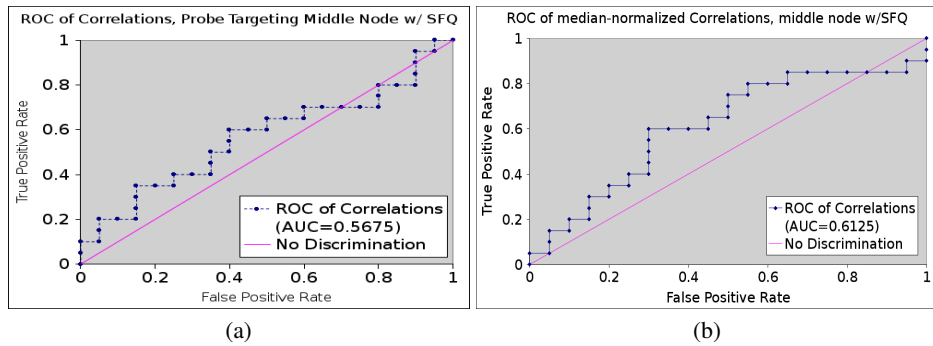 ROC of Correlations, Probe Targeting Middle Node w/ SFQ
True Positive Rate
1
0.8
0.6
0.4
0.2
0
0
0.2
0.4
0.6
0.8
1
False Positive Rate
ROC of Correlations
(AUC=0.5675)
No Discrimination
(a)
ROC of median-normalized Correlations, middle node w/SFQ
True Positive Rate
1
0.8
0.6
0.4
0.2
0
0
0.2
0.4
0.6
0.8
1
False Positive Rate
ROC of Correlations
(AUC=0.6125)
No Discrimination
(b)